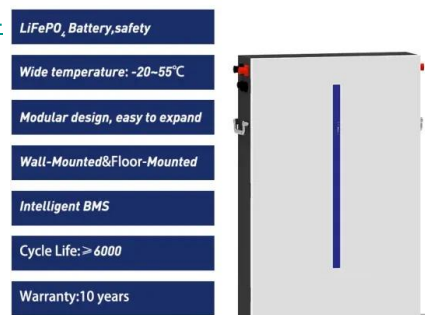 LiFePO₄ Battery,safety
Wide temperature: -20~55℃
Modular design, easy to expand
Wall-Mounted&Floor-Mounted
Intelligent BMS
Cycle Life:≥6000
Warranty:10 years